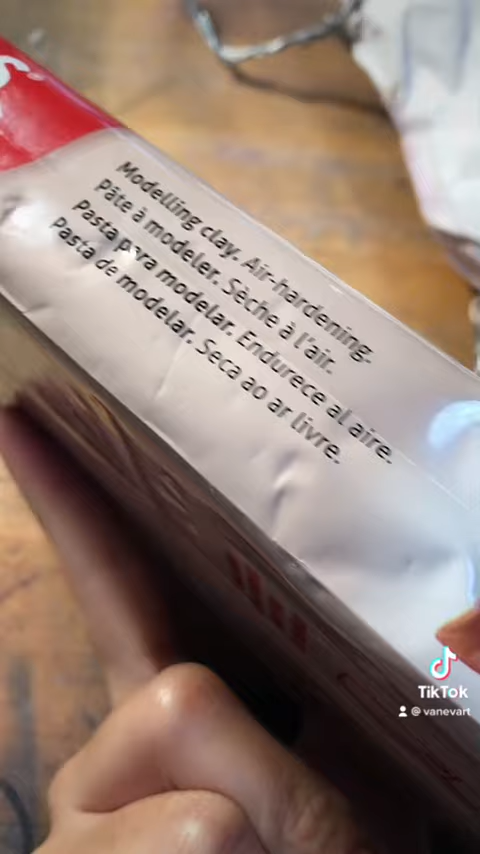 Modelling clay. Air-hardening.
Pâte à modeler. Sèche à l'air.
Pasta para modelar. Endurece al aire.
Pasta de modelar. Seca ao ar livre.
TikTok
@vanevart